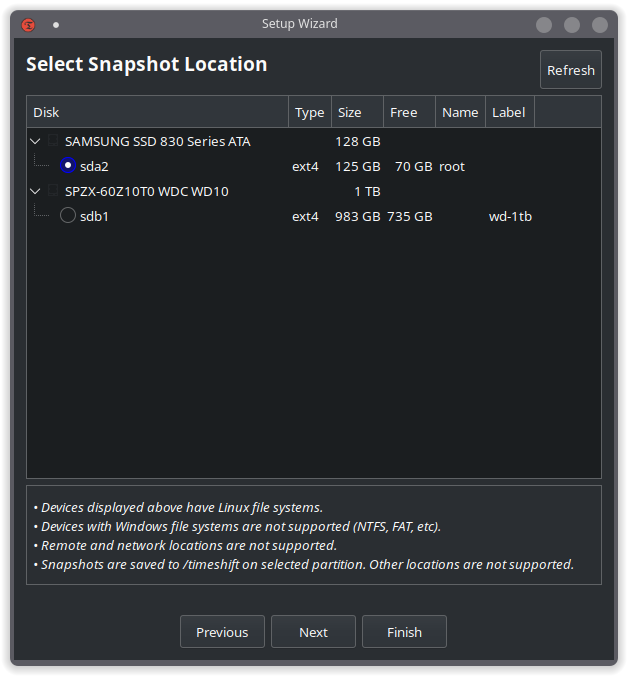 Setup Wizard
Select Snapshot Location
Refresh
Disk Type Size Free Name Label
SAMSUNG SSD 830 Series ATA 128 GB
sda2 ext4 125 GB 70 GB root
SPZX-60Z10T0 WDC WD10 1 TB
sdb1 ext4 983 GB 735 GB wd-1tb
• Devices displayed above have Linux file systems.
• Devices with Windows file systems are not supported (NTFS, FAT, etc).
• Remote and network locations are not supported.
• Snapshots are saved to /timeshift on selected partition. Other locations are not supported.
Previous Next Finish